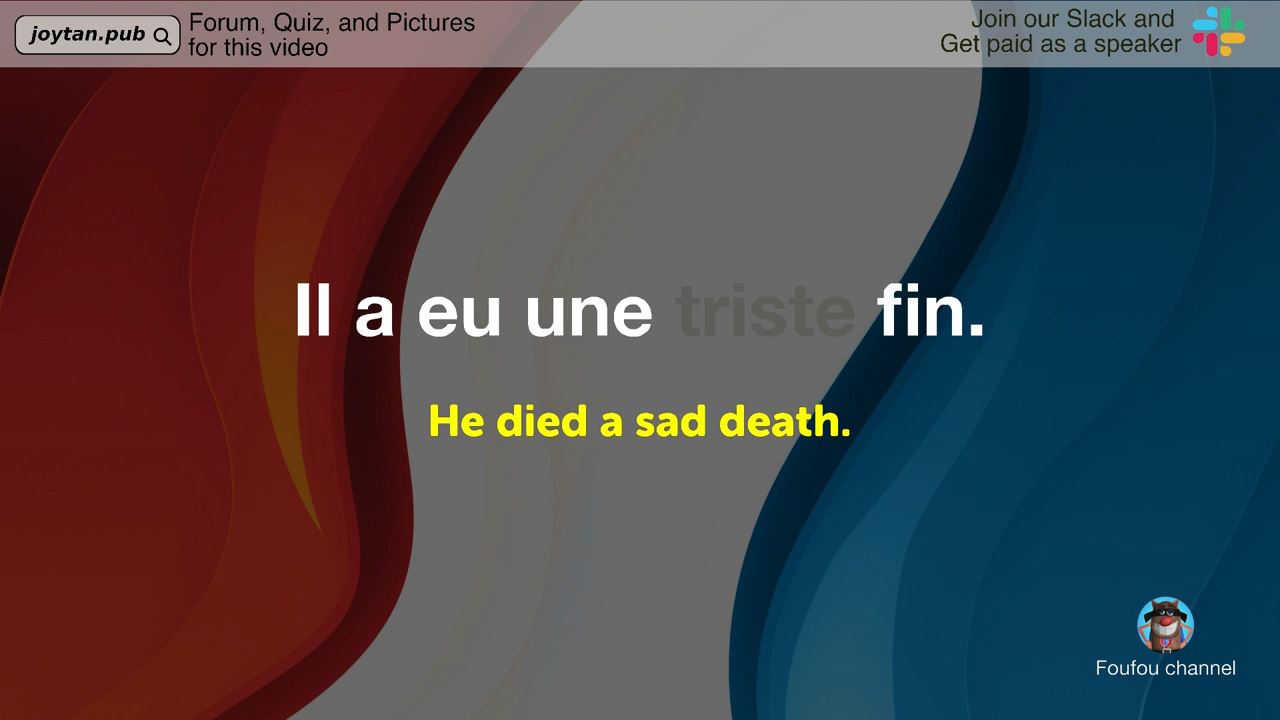 joytan.pub
Forum, Quiz, and Pictures
for this video
Join our Slack and
Get paid as a speaker
Il a eu une triste fin.
He died a sad death.
Foufou channel